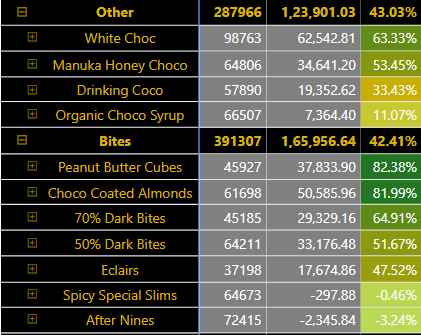 Other 287966 1,23,901.03 43.03%
White Choc 98763 62,542.81 63.33%
Manuka Honey Choco 64806 34,641.20 53.45%
Drinking Coco 57890 19,352.62 33.43%
Organic Choco Syrup 66507 7,364.40 11.07%
Bites 391307 1,65,956.64 42.41%
Peanut Butter Cubes 45927 37,833.90 82.38%
Choco Coated Almonds 61698 50,585.96 81.99%
70% Dark Bites 45185 29,329.16 64.91%
50% Dark Bites 64211 33,176.48 51.67%
Eclairs 37198 17,674.86 47.52%
Spicy Special Slims 64673 -297.88 -0.46%
After Nines 72415 -2,345.84 -3.24%